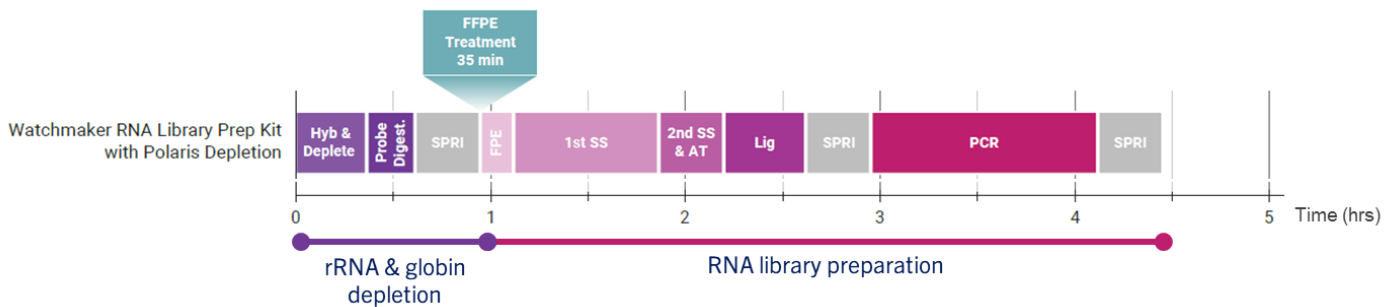 FFPE
Treatment
35 min
Watchmaker RNA Library Prep Kit
with Polaris Depletion
Hyb &
Deplete
Probe
Digest.
SPRI
FPE
1st SS
2nd SS
& AT
Lig
SPRI
PCR
SPRI
0
1
2
3
4
5
Time (hrs)
rRNA & globin
depletion
RNA library preparation